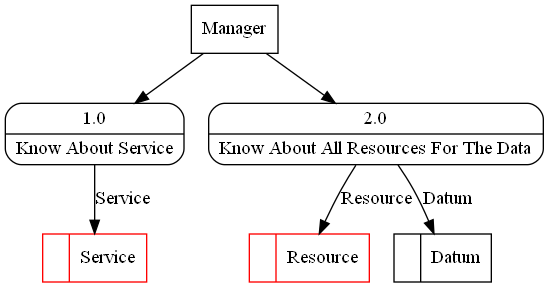 Manager
1.0
Know About Service
2.0
Know About All Resources For The Data
Service
Resource
Datum
Service
Resource
Datum